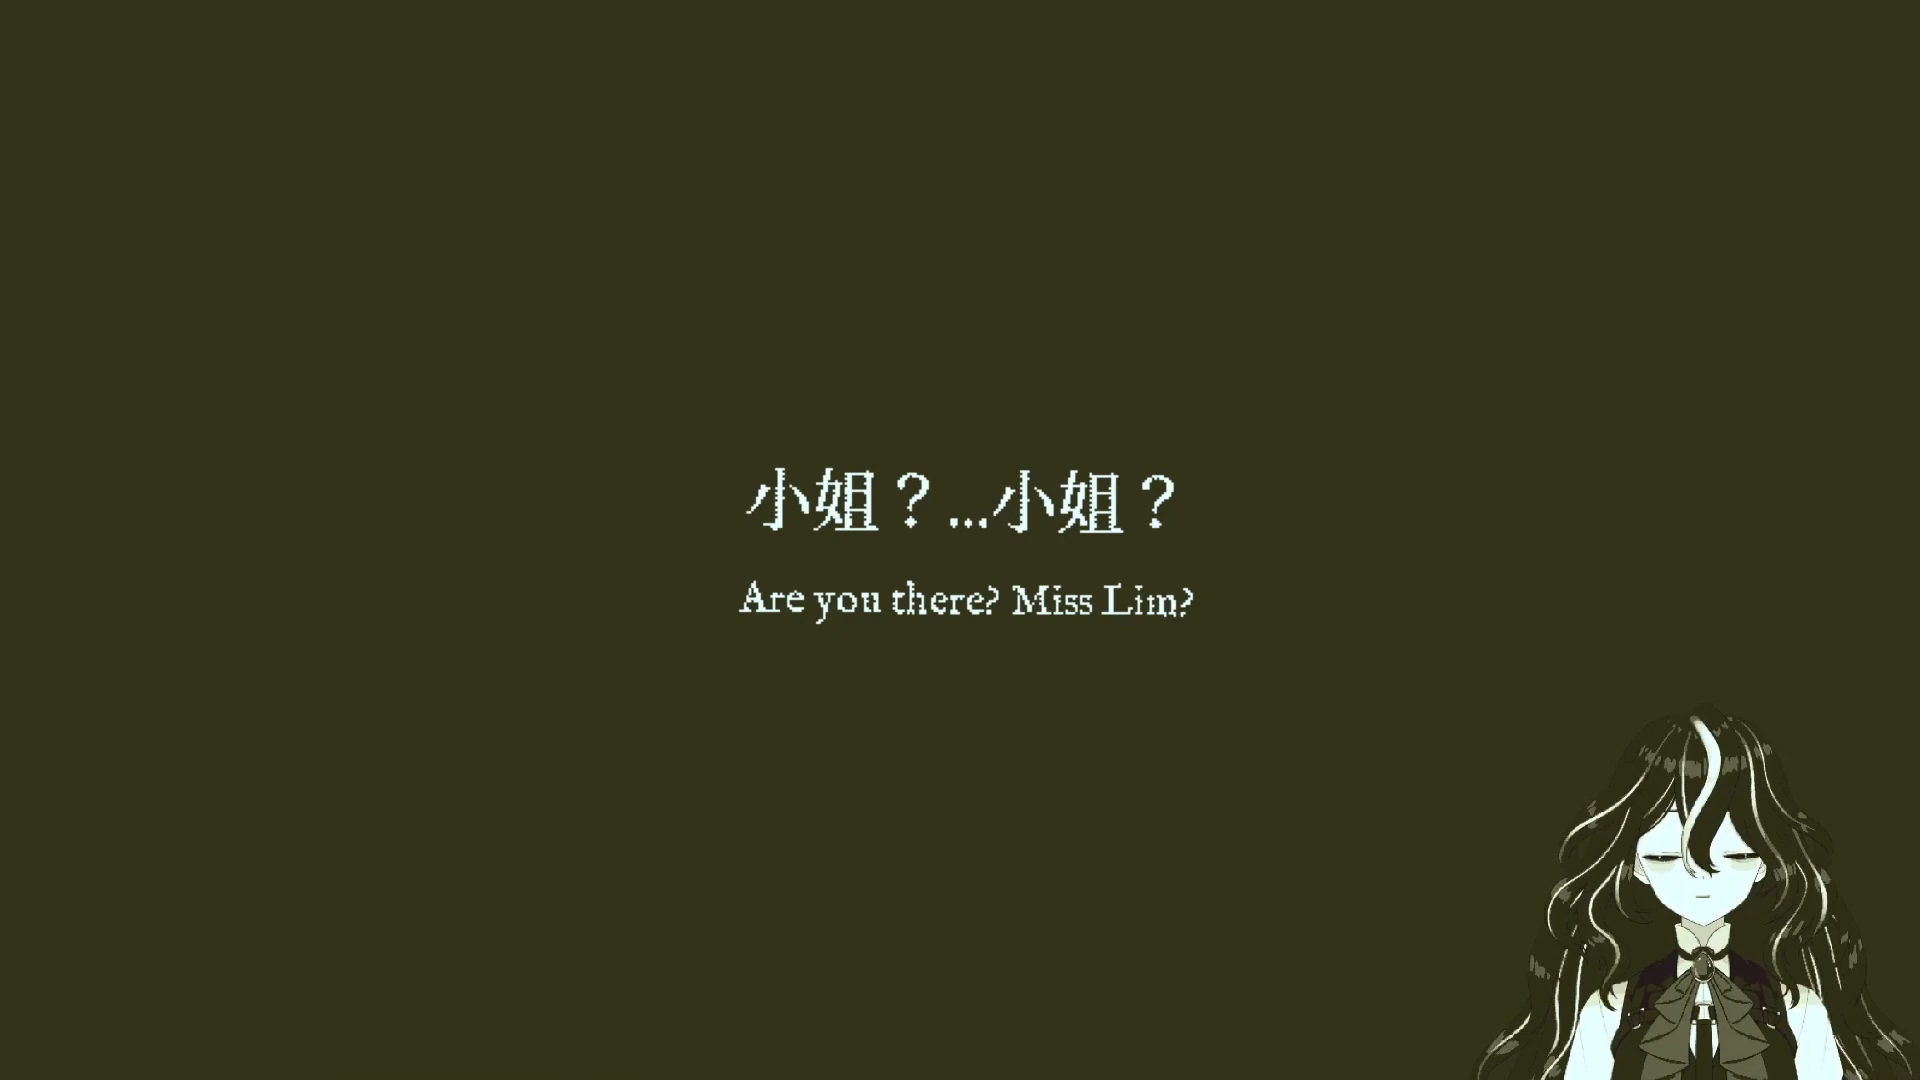 小姐？...小姐？
Are you there? Miss Lim?